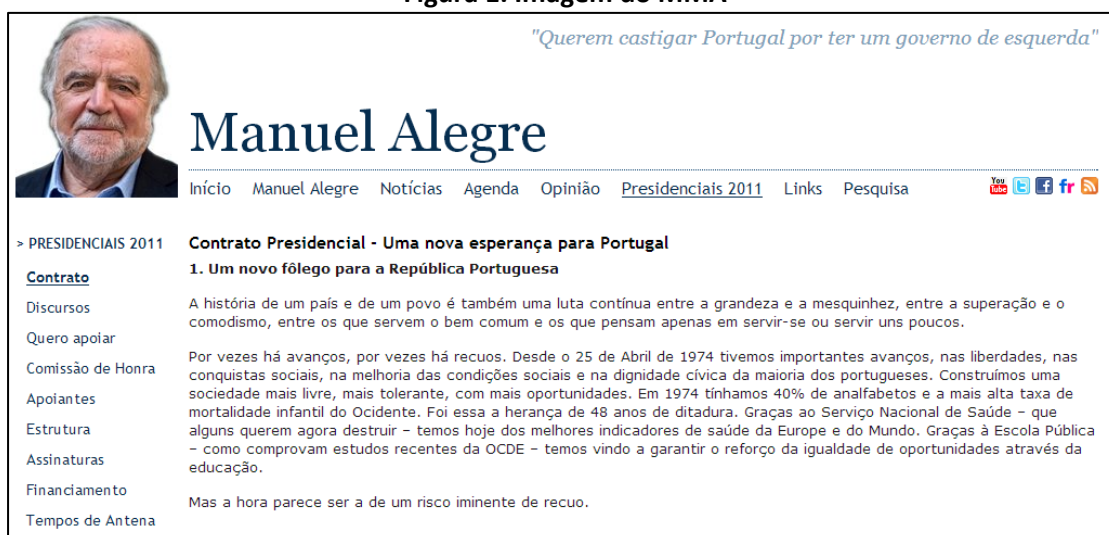 "Querem castigar Portugal por ter um governo de esquerda"
Manuel Alegre
Início Manuel Alegre Notícias Agenda Opinião Presidenciais 2011 Links Pesquisa You Tube t f fr
> PRESIDENCIAIS 2011
Contrato
Discursos
Quero apoiar
Comissão de Honra
Apoiantes
Estrutura
Assinaturas
Financiamento
Tempos de Antena
Contrato Presidencial - Uma nova esperança para Portugal
1. Um novo fôlego para a República Portuguesa
A história de um país e de um povo é também uma luta contínua entre a grandeza e a mesquinhez, entre a superação e o
comodismo, entre os que servem o bem comum e os que pensam apenas em servir-se ou servir uns poucos.
Por vezes há avanços, por vezes há recuos. Desde o 25 de Abril de 1974 tivemos importantes avanços, nas liberdades, nas
conquistas sociais, na melhoria das condições sociais e na dignidade cívica da maioria dos portugueses. Construímos uma
sociedade mais livre, mais tolerante, com mais oportunidades. Em 1974 tínhamos 40% de analfabetos e a mais alta taxa de
mortalidade infantil do Ocidente. Foi essa a herança de 48 anos de ditadura. Graças ao Serviço Nacional de Saúde – que
alguns querem agora destruir – temos hoje dos melhores indicadores de saúde da Europe e do Mundo. Graças à Escola Pública
– como comprovam estudos recentes da OCDE – temos vindo a garantir o reforço da igualdade de oportunidades através da
educação.
Mas a hora parece ser a de um risco iminente de recuo.